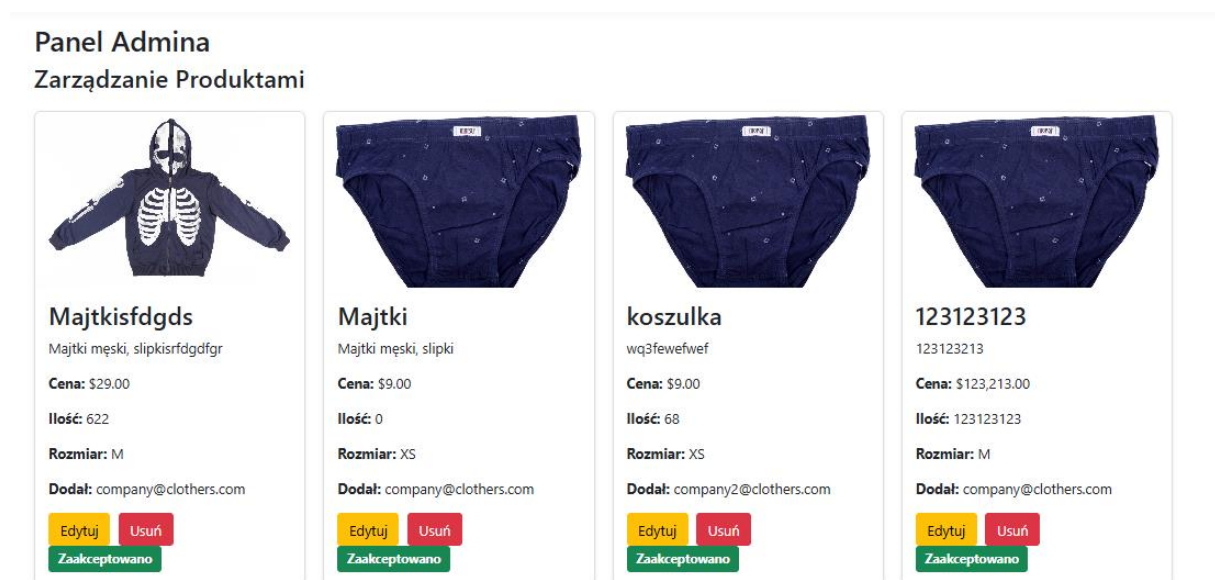 Panel Admina
Zarządzanie Produktami
Majtkisfdgds
Majtki męski, slipkisrfdgdfgr
Cena: $29.00
Ilość: 622
Rozmiar: M
Dodał: company@clothers.com
Edytuj Usuń
Zaakceptowano
Majtki
Majtki męski, slipki
Cena: $9.00
Ilość: 0
Rozmiar: XS
Dodał: company@clothers.com
Edytuj Usuń
Zaakceptowano
koszulka
wq3fewefwef
Cena: $9.00
Ilość: 68
Rozmiar: XS
Dodał: company2@clothers.com
Edytuj Usuń
Zaakceptowano
123123123
123123213
Cena: $123,213.00
Ilość: 123123123
Rozmiar: M
Dodał: company@clothers.com
Edytuj Usuń
Zaakceptowano